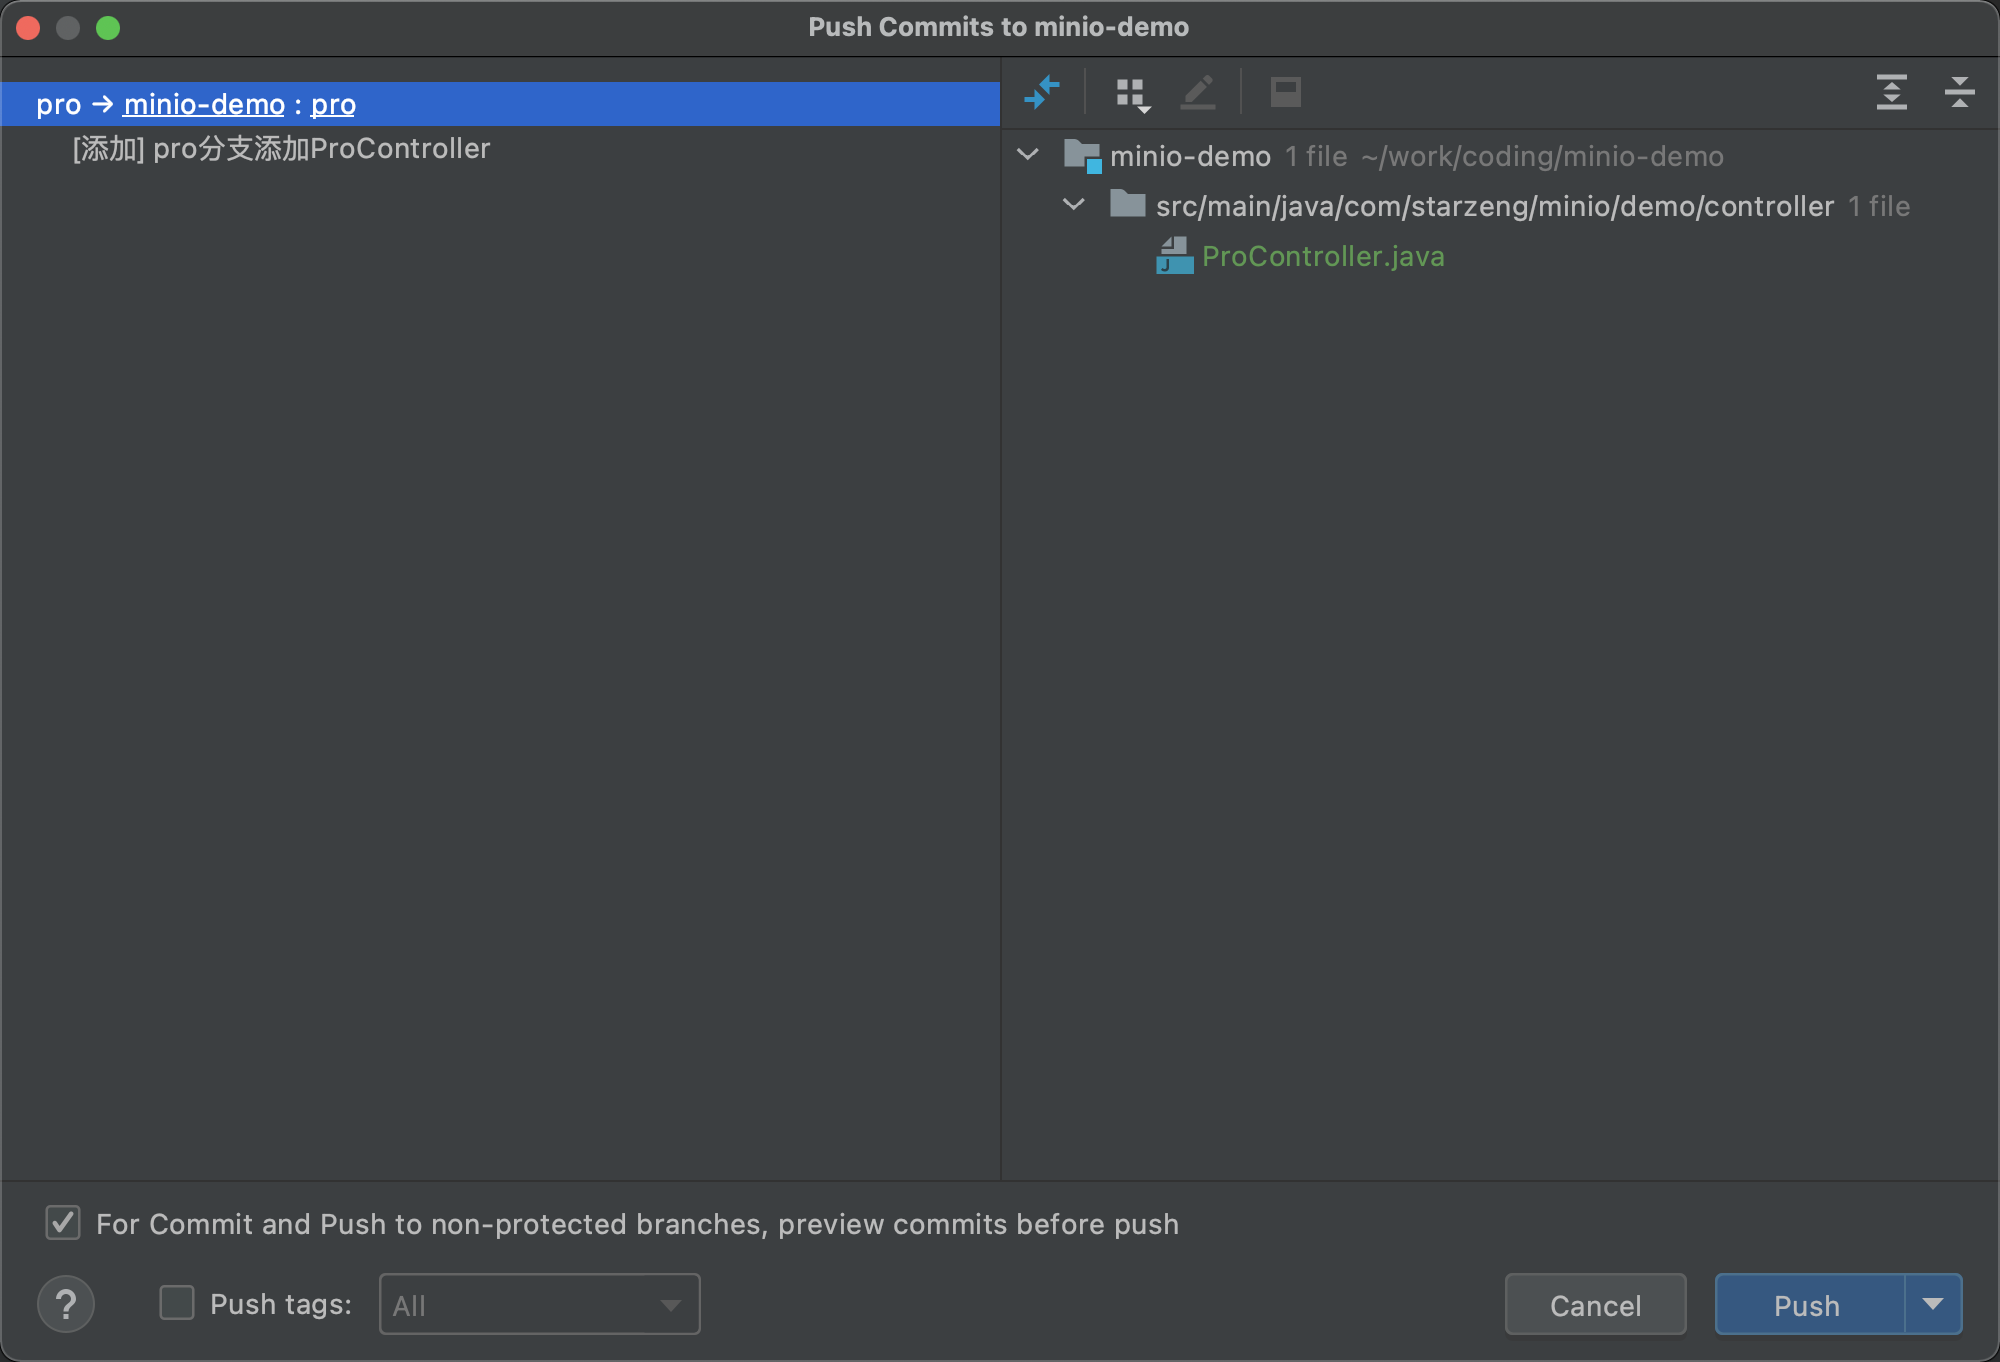 Push Commits to minio-demo
pro → minio-demo : pro
[添加] pro分支添加ProController
minio-demo 1 file ~/work/coding/minio-demo
src/main/java/com/starzeng/minio/demo/controller 1 file
J ProController.java
For Commit and Push to non-protected branches, preview commits before push
? Push tags: All Cancel Push